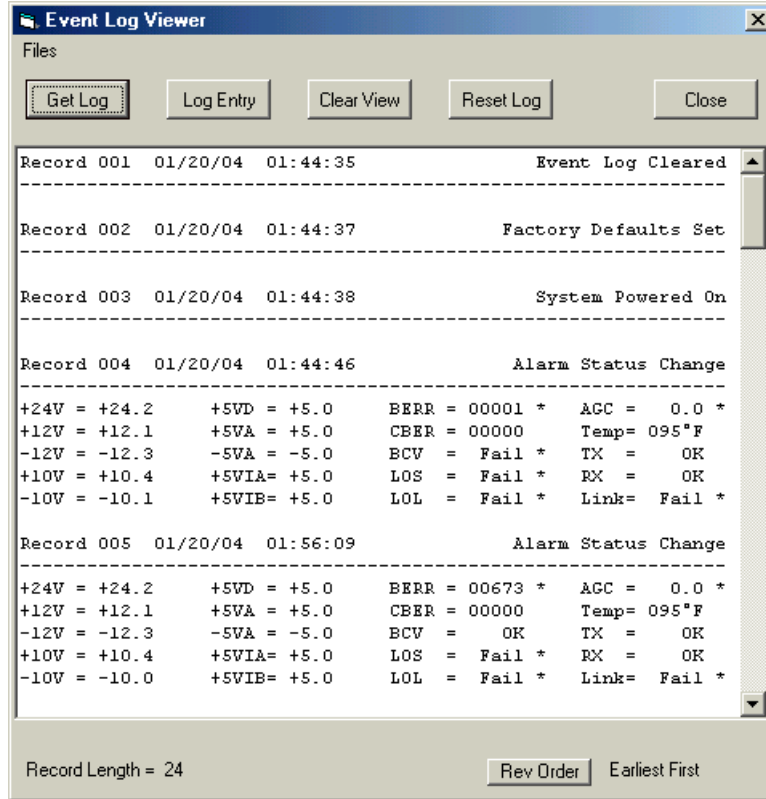 Event Log Viewer
Files
Get Log Log Entry Clear View Reset Log Close
Record 001 01/20/04 01:44:35 Event Log Cleared
------------------------------------------------------------
Record 002 01/20/04 01:44:37 Factory Defaults Set
------------------------------------------------------------
Record 003 01/20/04 01:44:38 System Powered On
------------------------------------------------------------
Record 004 01/20/04 01:44:46 Alarm Status Change
------------------------------------------------------------
+24V = +24.2 +5VD = +5.0 BERR = 00001 * AGC = 0.0 *
+12V = +12.1 +5VA = +5.0 CBER = 00000 Temp= 095°F
-12V = -12.3 -5VA = -5.0 BCV = Fail * TX = OK
+10V = +10.4 +5VIA= +5.0 LOS = Fail * RX = OK
-10V = -10.1 +5VIB= +5.0 LOL = Fail * Link= Fail *
Record 005 01/20/04 01:56:09 Alarm Status Change
------------------------------------------------------------
+24V = +24.2 +5VD = +5.0 BERR = 00673 * AGC = 0.0 *
+12V = +12.1 +5VA = +5.0 CBER = 00000 Temp= 095°F
-12V = -12.3 -5VA = -5.0 BCV = OK TX = OK
+10V = +10.4 +5VIA= +5.0 LOS = Fail * RX = OK
-10V = -10.0 +5VIB= +5.0 LOL = Fail * Link= Fail *
Record Length = 24 Rev Order Earliest First